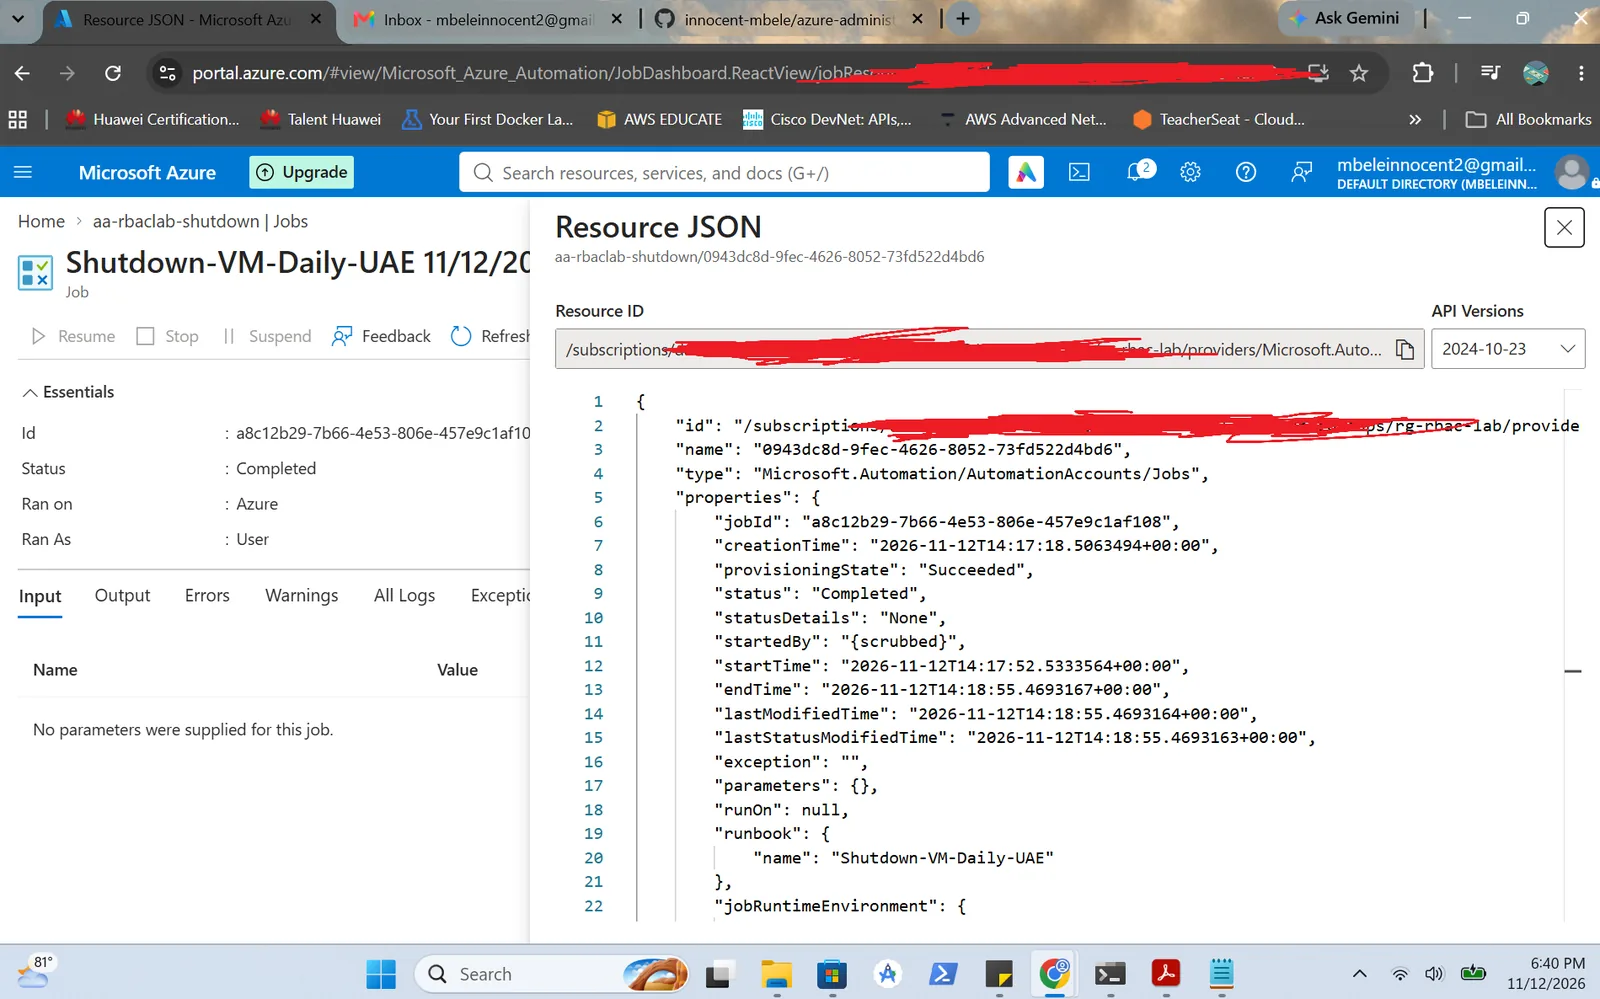 Resource JSON - Microsoft Azu
Inbox - mbeleinnocent2@gmai
innocent-mbele/azure-administ
Ask Gemini
portal.azure.com/#view/Microsoft_Azure_Automation/JobDashboard.ReactView/jobReso
Huawei Certification...
Talent Huawei
Your First Docker La...
AWS EDUCATE
Cisco DevNet: APIs,...
AWS Advanced Net...
TeacherSeat - Cloud...
All Bookmarks
Microsoft Azure
Upgrade
Search resources, services, and docs (G+/)
2
mbeleinnocent2@gmail....
DEFAULT DIRECTORY (MBELEINN...
Home > aa-rbaclab-shutdown | Jobs
Shutdown-VM-Daily-UAE 11/12/20
Job
Resume
Stop
Suspend
Feedback
Refresh
Essentials
Id : a8c12b29-7b66-4e53-806e-457e9c1af10
Status : Completed
Ran on : Azure
Ran As : User
Input
Output
Errors
Warnings
All Logs
Exceptio
Name
Value
No parameters were supplied for this job.
Resource JSON
aa-rbaclab-shutdown/0943dc8d-9fec-4626-8052-73fd522d4bd6
Resource ID
API Versions
/subscriptions/ rbac-lab/providers/Microsoft.Auto...
2024-10-23
1 {
2 "id": "/subscriptions/ /rg-rbac-lab/provide
3 "name": "0943dc8d-9fec-4626-8052-73fd522d4bd6",
4 "type": "Microsoft.Automation/AutomationAccounts/Jobs",
5 "properties": {
6 "jobId": "a8c12b29-7b66-4e53-806e-457e9c1af108",
7 "creationTime": "2026-11-12T14:17:18.5063494+00:00",
8 "provisioningState": "Succeeded",
9 "status": "Completed",
10 "statusDetails": "None",
11 "startedBy": "{scrubbed}",
12 "startTime": "2026-11-12T14:17:52.5333564+00:00",
13 "endTime": "2026-11-12T14:18:55.4693167+00:00",
14 "lastModifiedTime": "2026-11-12T14:18:55.4693164+00:00",
15 "lastStatusModifiedTime": "2026-11-12T14:18:55.4693163+00:00",
16 "exception": "",
17 "parameters": {},
18 "runOn": null,
19 "runbook": {
20 "name": "Shutdown-VM-Daily-UAE"
21 },
22 "jobRuntimeEnvironment": {
81°
Search
6:40 PM
11/12/2026